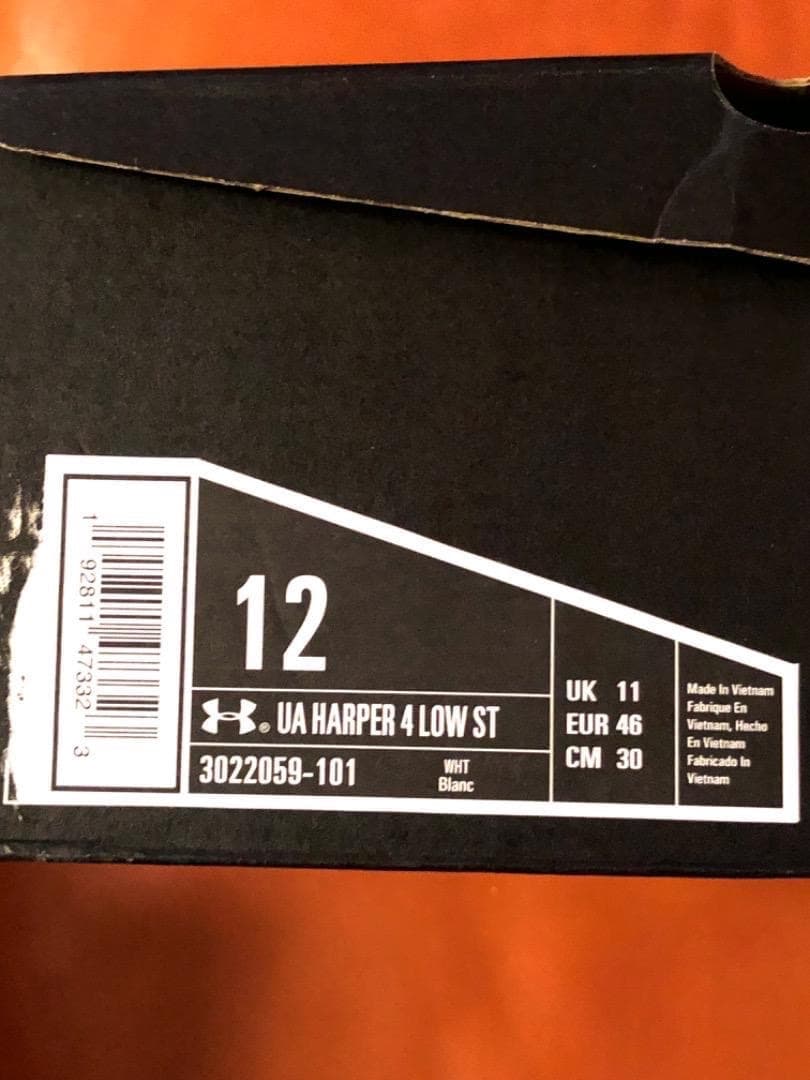 1 92811 47332 3
12
UA HARPER 4 LOW ST
3022059-101
WHT
Blanc
UK 11
EUR 46
CM 30
Made In Vietnam
Fabrique En
Vietnam, Hecho
En Vietnam
Fabricado In
Vietnam